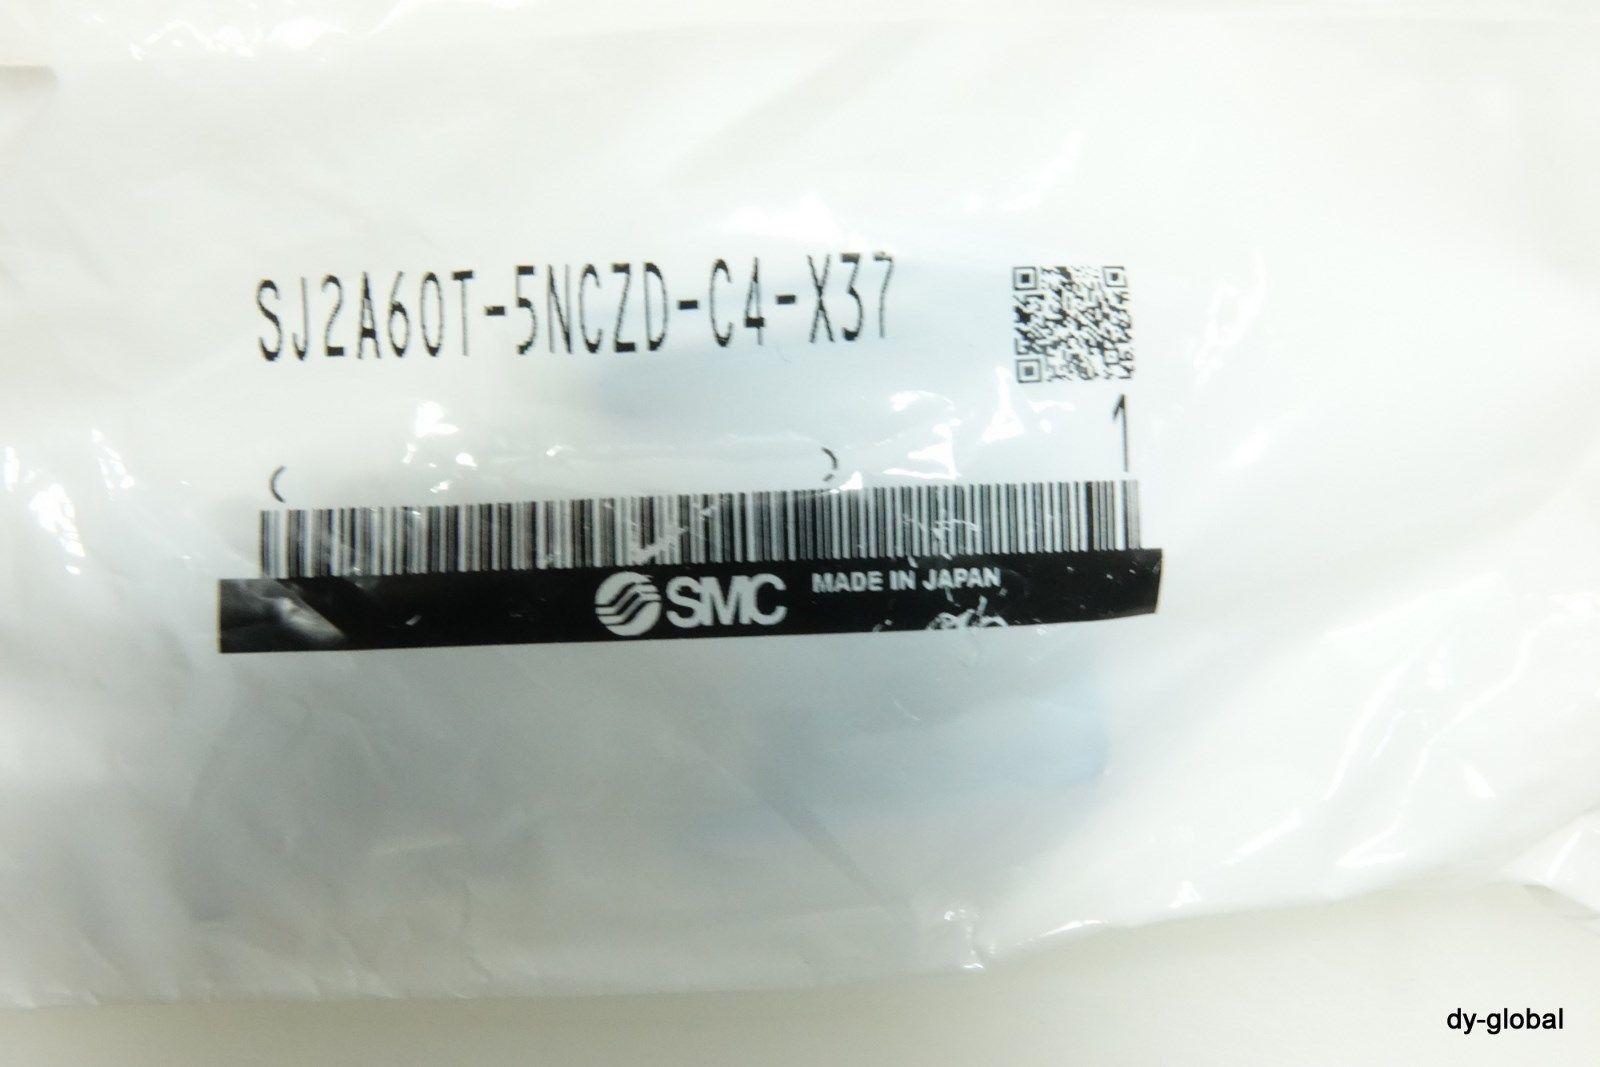 SJ2A60T-5NCZD-C4-X37
1
( )
SMC MADE IN JAPAN
dy-global